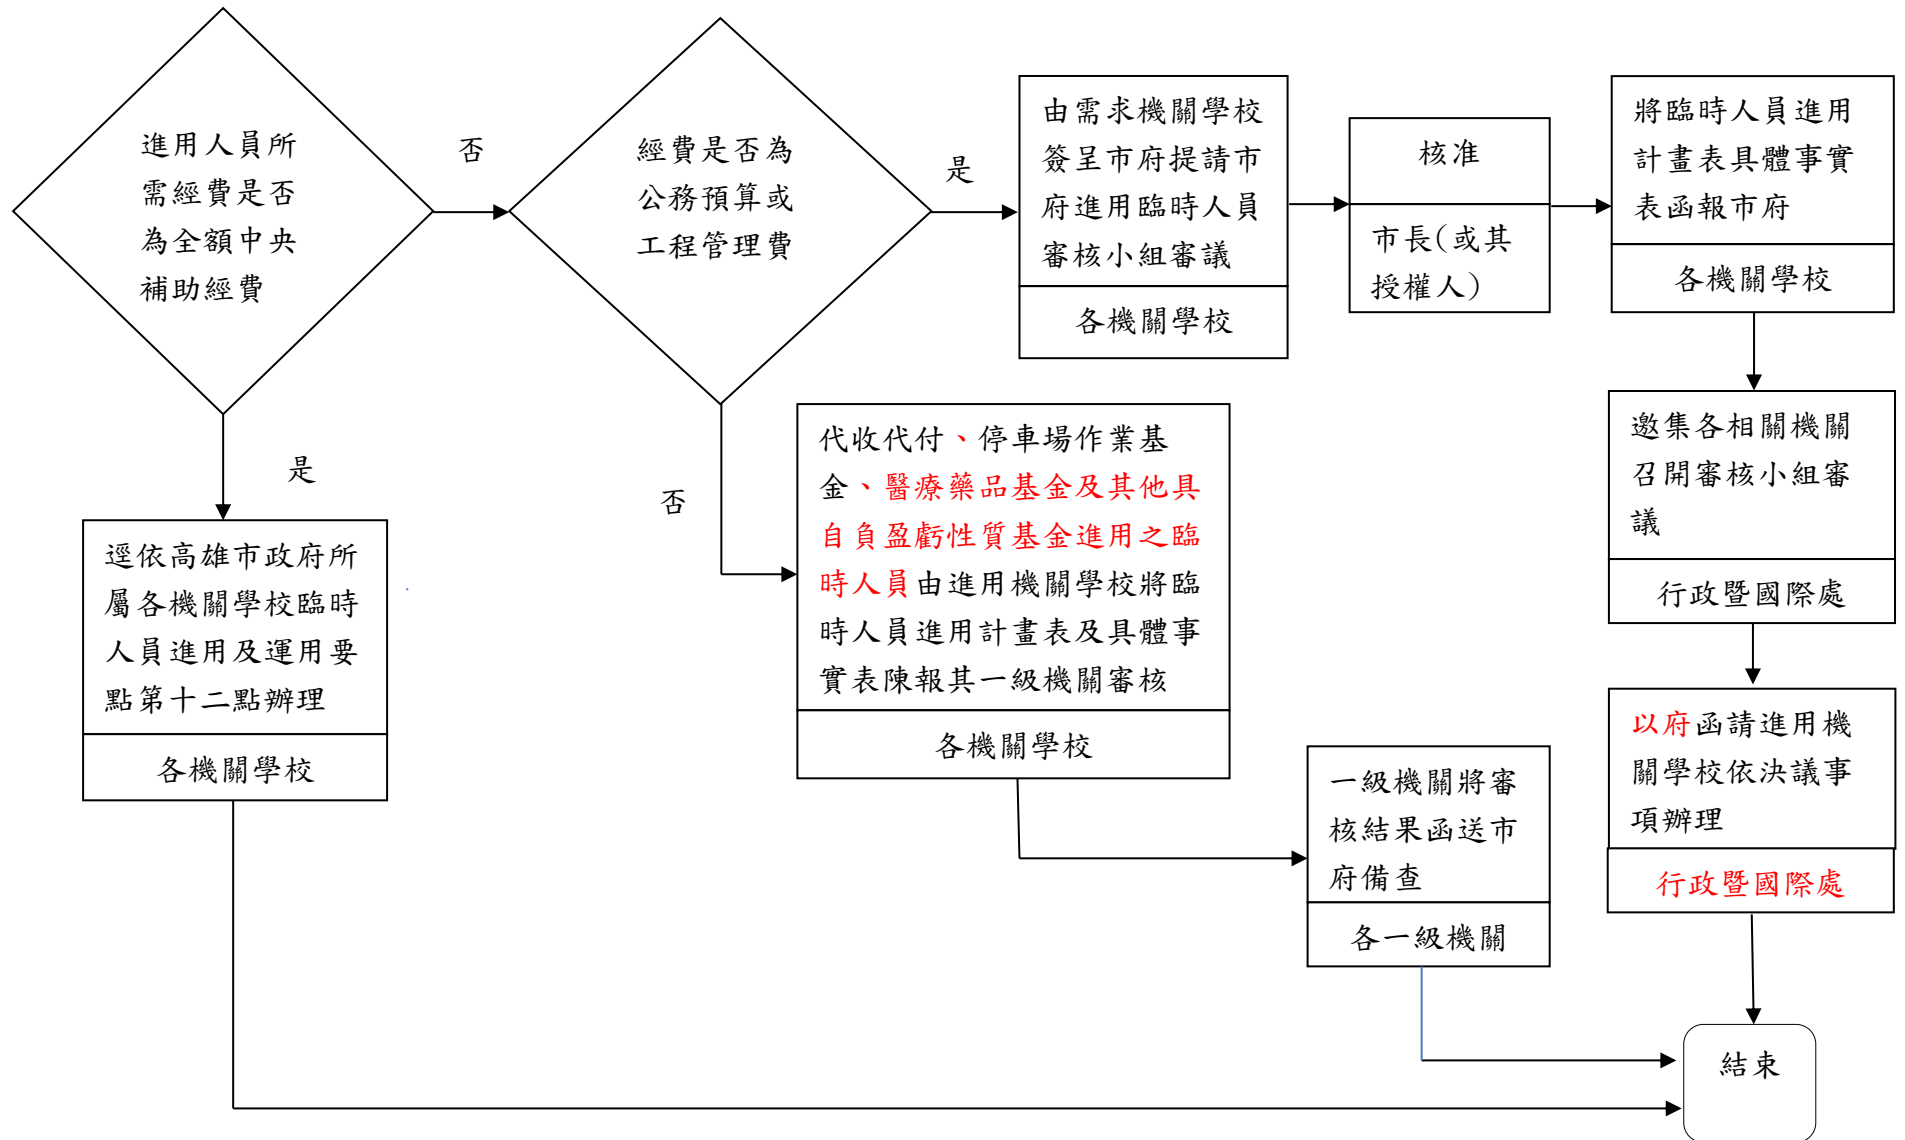 進用人員所
需經費是否
為全額中央
補助經費
否
經費是否為
公務預算或
工程管理費
是
由需求機關學校
簽呈市府提請市
府進用臨時人員
審核小組審議
各機關學校
核准
市長(或其
授權人)
將臨時人員進用
計畫表具體事實
表函報市府
各機關學校
邀集各相關機關
召開審核小組審
議
行政暨國際處
以府函請進用機
關學校依決議事
項辦理
行政暨國際處
是
逕依高雄市政府所
屬各機關學校臨時
人員進用及運用要
點第十二點辦理
各機關學校
否
代收代付、停車場作業基
金、醫療藥品基金及其他具
自負盈虧性質基金進用之臨
時人員由進用機關學校將臨
時人員進用計畫表及具體事
實表陳報其一級機關審核
各機關學校
一級機關將審
核結果函送市
府備查
各一級機關
結束